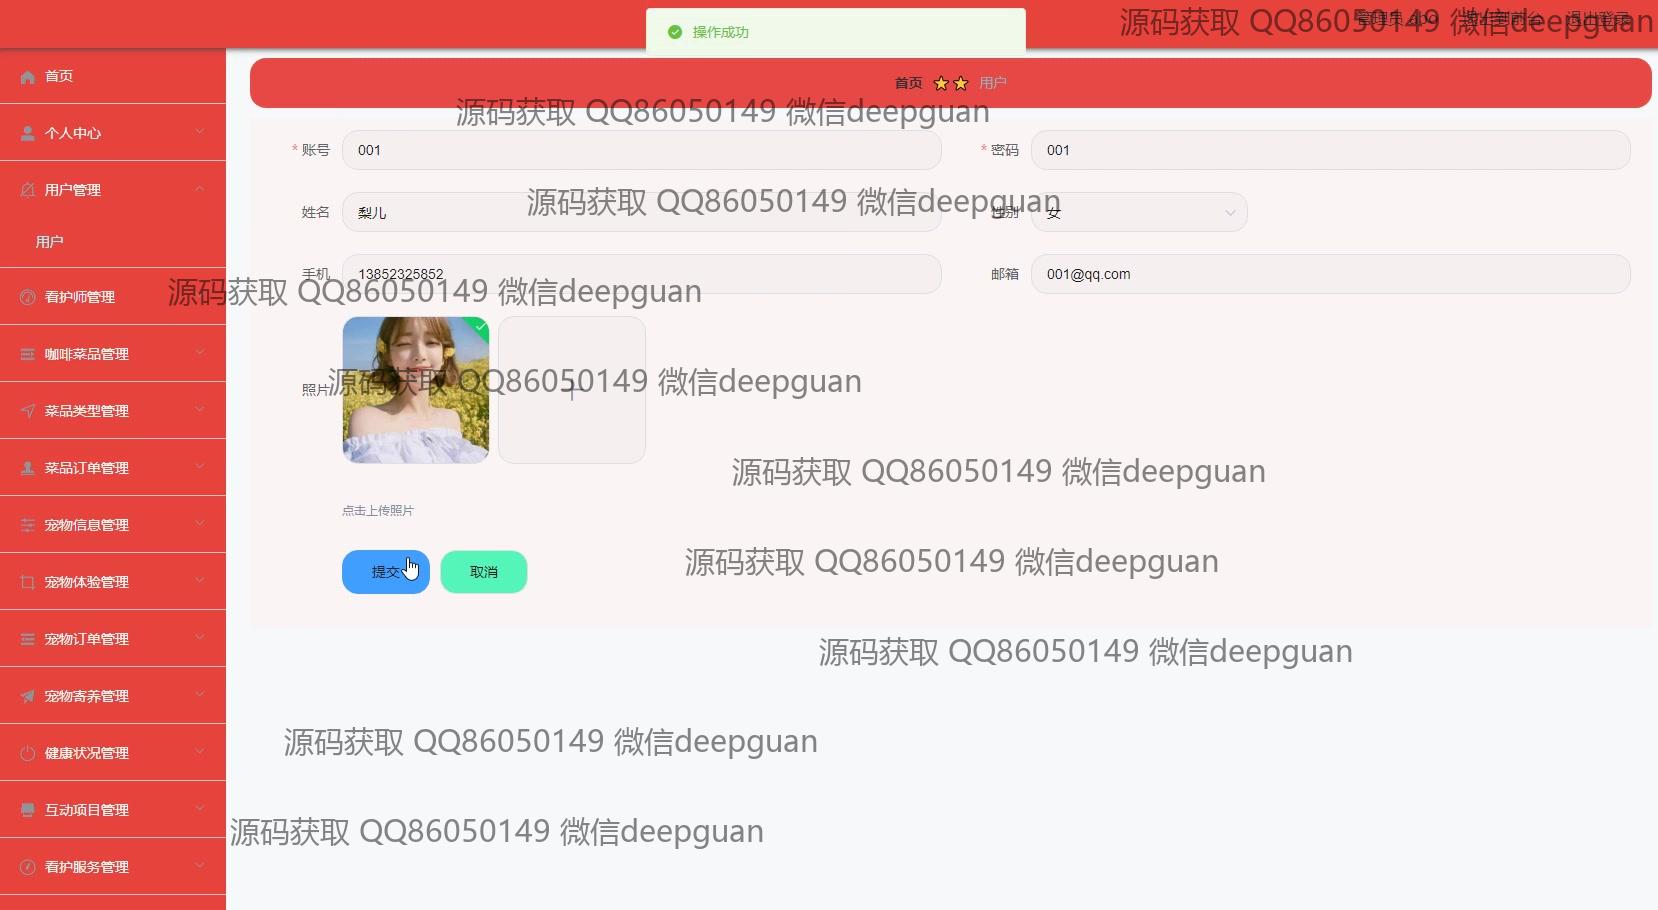 操作成功
管理员 abo 退出到前台 退出登录
源码获取 QQ86050149 微信deepguan
首页
个人中心
用户管理
用户
看护师管理
咖啡菜品管理
菜品类型管理
菜品订单管理
宠物信息管理
宠物体验管理
宠物订单管理
宠物寄养管理
健康状况管理
互动项目管理
看护服务管理
首页 用户
源码获取 QQ86050149 微信deepguan
* 账号 001
* 密码 001
源码获取 QQ86050149 微信deepguan
姓名 梨儿
性别 女
手机 13852325852
邮箱 001@qq.com
源码获取 QQ86050149 微信deepguan
照片
源码获取 QQ86050149 微信deepguan
源码获取 QQ86050149 微信deepguan
点击上传照片
提交 取消
源码获取 QQ86050149 微信deepguan
源码获取 QQ86050149 微信deepguan
源码获取 QQ86050149 微信deepguan
源码获取 QQ86050149 微信deepguan